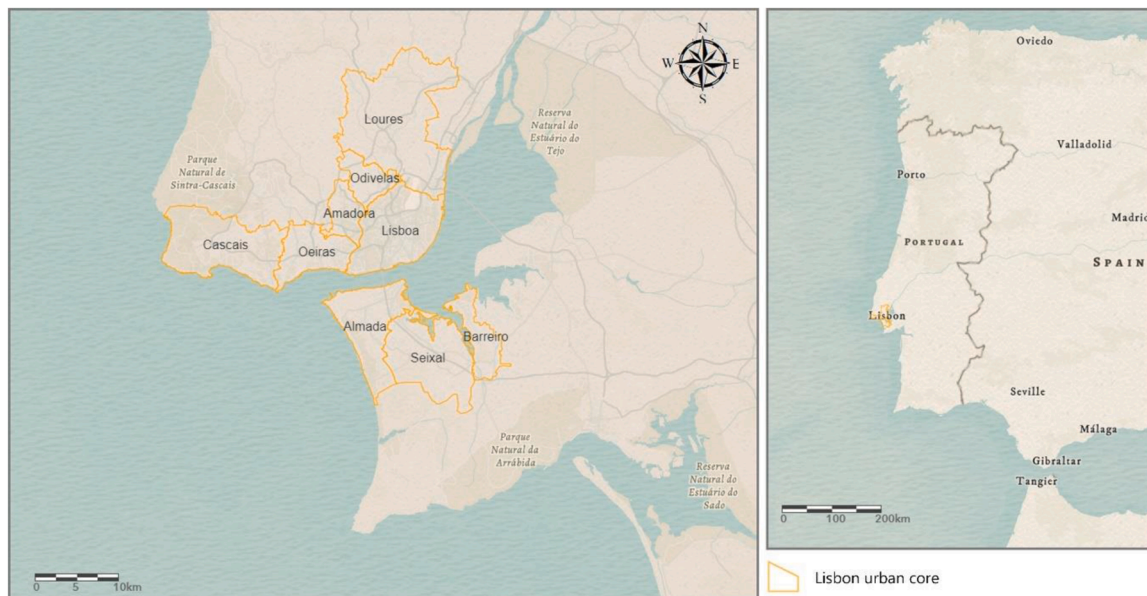 N
W E
S
Loures
Reserva
Natural do
Estuário do
Tejo
Parque
Natural de
Sintra-Cascais
Odivelas
Amadora
Lisboa
Cascais
Oeiras
Almada
Barreiro
Seixal
Parque
Natural da
Arrábida
Reserva
Natural do
Estuário do
Sado
0 5 10km
Oviedo
Valladolid
Porto
Madrid
PORTUGAL
SPAIN
Lisbon
Seville
Málaga
Gibraltar
Tangier
0 100 200km
Lisbon urban core